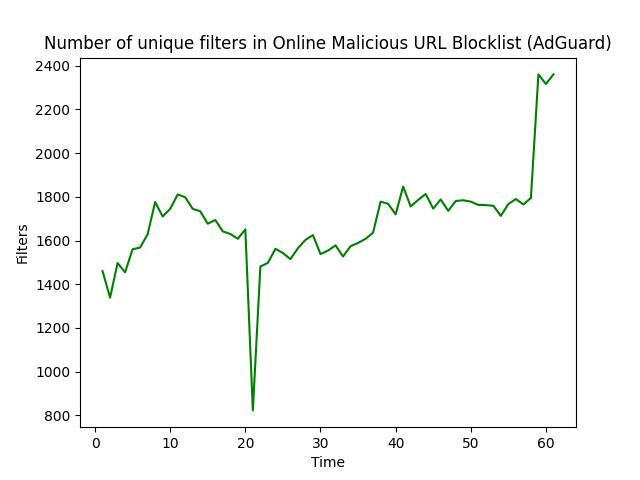 Number of unique filters in Online Malicious URL Blocklist (AdGuard)
2400
2200
2000
1800
1600
1400
1200
1000
800
Filters
0 10 20 30 40 50 60
Time